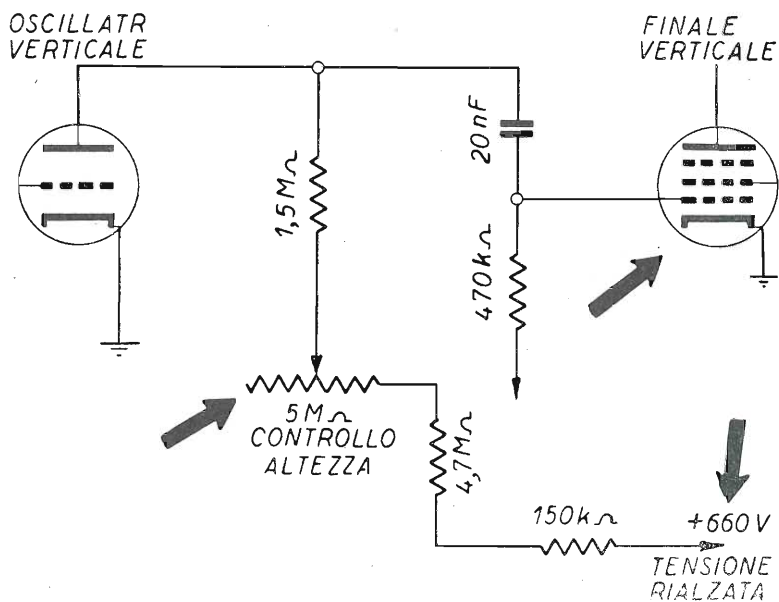 OSCILLATR
VERTICALE
FINALE
VERTICALE
20nF
1,5MΩ
470kΩ
5MΩ
CONTROLLO
ALTEZZA
4,7MΩ
150kΩ
+660V
TENSIONE
RIALZATA